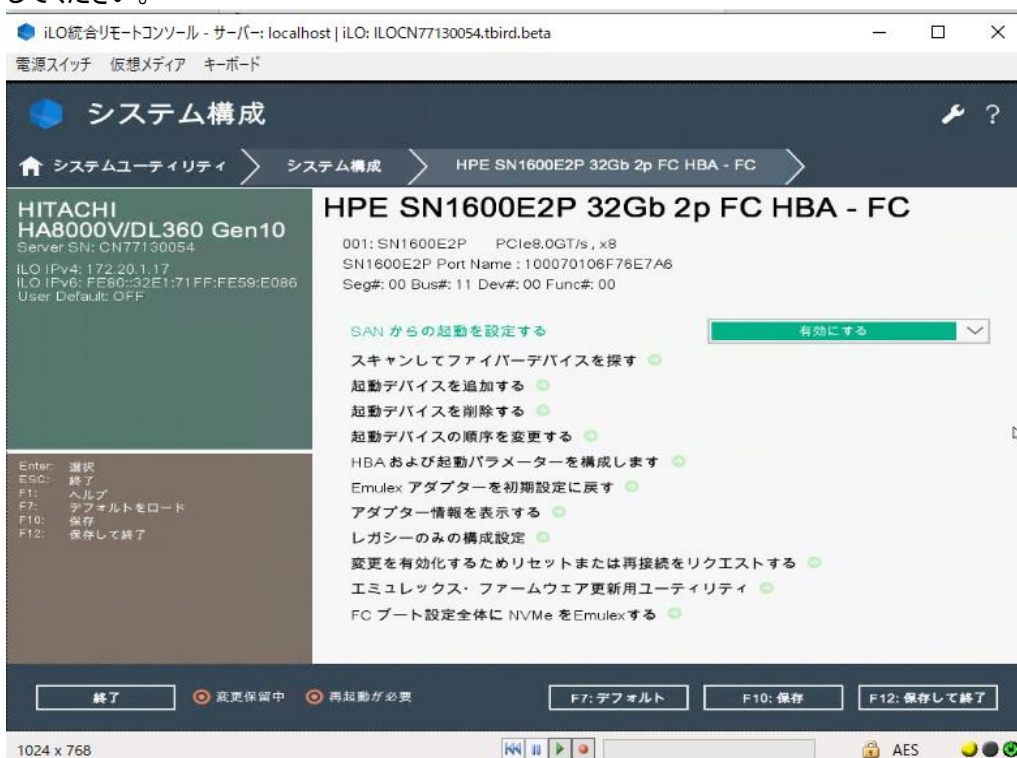 してください。
iLO統合リモートコンソール - サーバー: localhost | iLO: ILOCN77130054.tbird.beta
電源スイッチ 仮想メディア キーボード
システム構成
?
システムユーティリティ
システム構成
HPE SN1600E2P 32Gb 2p FC HBA - FC
HITACHI
HA8000V/DL360 Gen10
Server SN: CN77130054
iLO IPv4: 172.20.1.17
iLO IPv6: FE80::32E1:71FF:FE59:E086
User Default: OFF
Enter: 選択
ESC: 終了
F1: ヘルプ
F7: デフォルトをロード
F10: 保存
F12: 保存して終了
HPE SN1600E2P 32Gb 2p FC HBA - FC
001: SN1600E2P PCIe8.0GT/s , x8
SN1600E2P Port Name : 100070106F76E7A6
Seg#: 00 Bus#: 11 Dev#: 00 Func#: 00
SAN からの起動を設定する 有効にする
スキャンしてファイバーデバイスを探す
起動デバイスを追加する
起動デバイスを削除する
起動デバイスの順序を変更する
HBA および起動パラメーターを構成します
Emulex アダプターを初期設定に戻す
アダプター情報を表示する
レガシーのみの構成設定
変更を有効化するためリセットまたは再接続をリクエストする
エミュレックス・ファームウェア更新用ユーティリティ
FC ブート設定全体に NVMe をEmulexする
終了 変更保留中 再起動が必要 F7: デフォルト F10: 保存 F12: 保存して終了
1024 x 768 AES